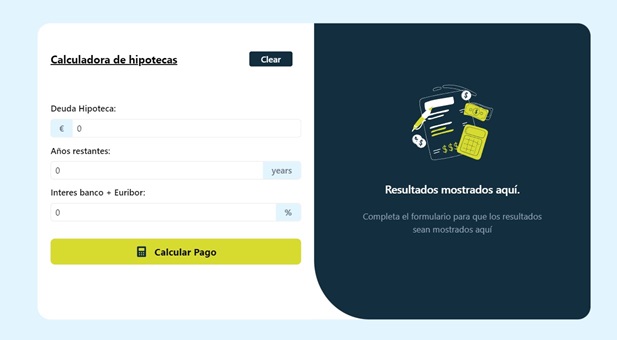 Calculadora de hipotecas
Clear
Deuda Hipoteca:
€ 0
Años restantes:
0 years
Interes banco + Euribor:
0 %
Calcular Pago
$
$
$$$
Resultados mostrados aquí.
Completa el formulario para que los resultados
sean mostrados aquí